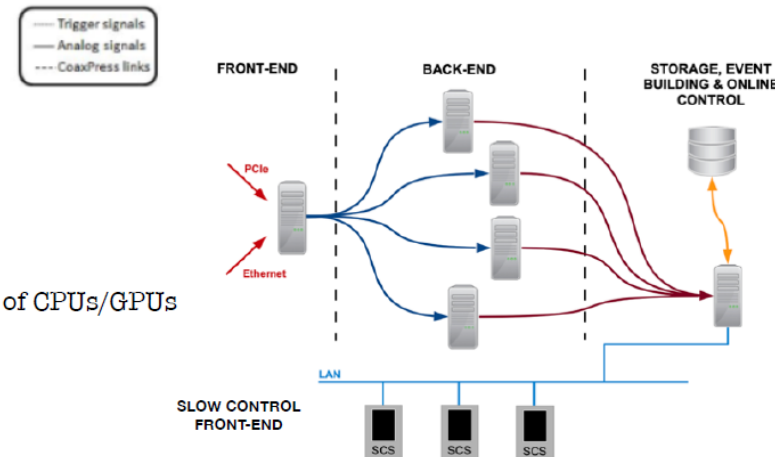 Trigger signals
Analog signals
CoaxPress links
FRONT-END
BACK-END
STORAGE, EVENT
BUILDING & ONLINE
CONTROL
PCIe
Ethernet
of CPUs/GPUs
LAN
SLOW CONTROL
FRONT-END
SCS
SCS
SCS